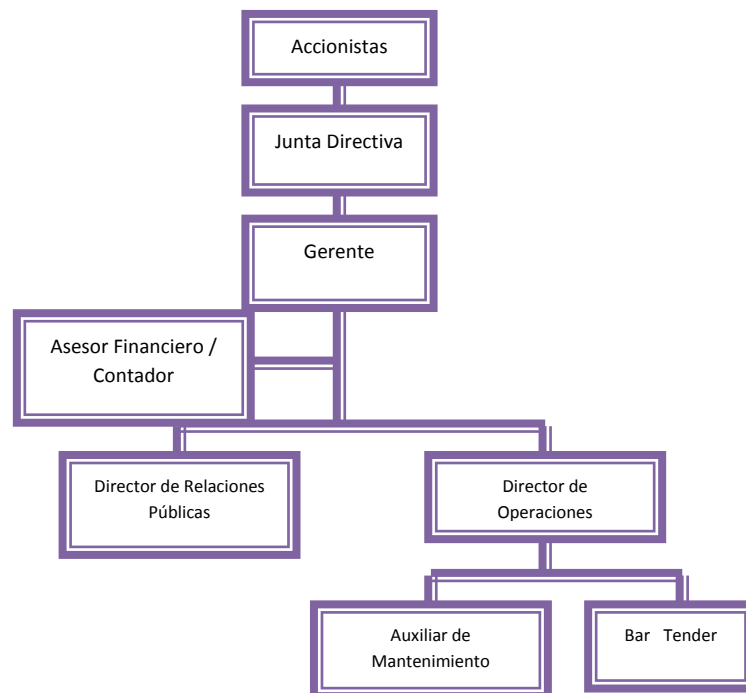 Accionistas
Junta Directiva
Gerente
Asesor Financiero /
Contador
Director de Relaciones
Públicas
Director de
Operaciones
Auxiliar de
Mantenimiento
Bar Tender